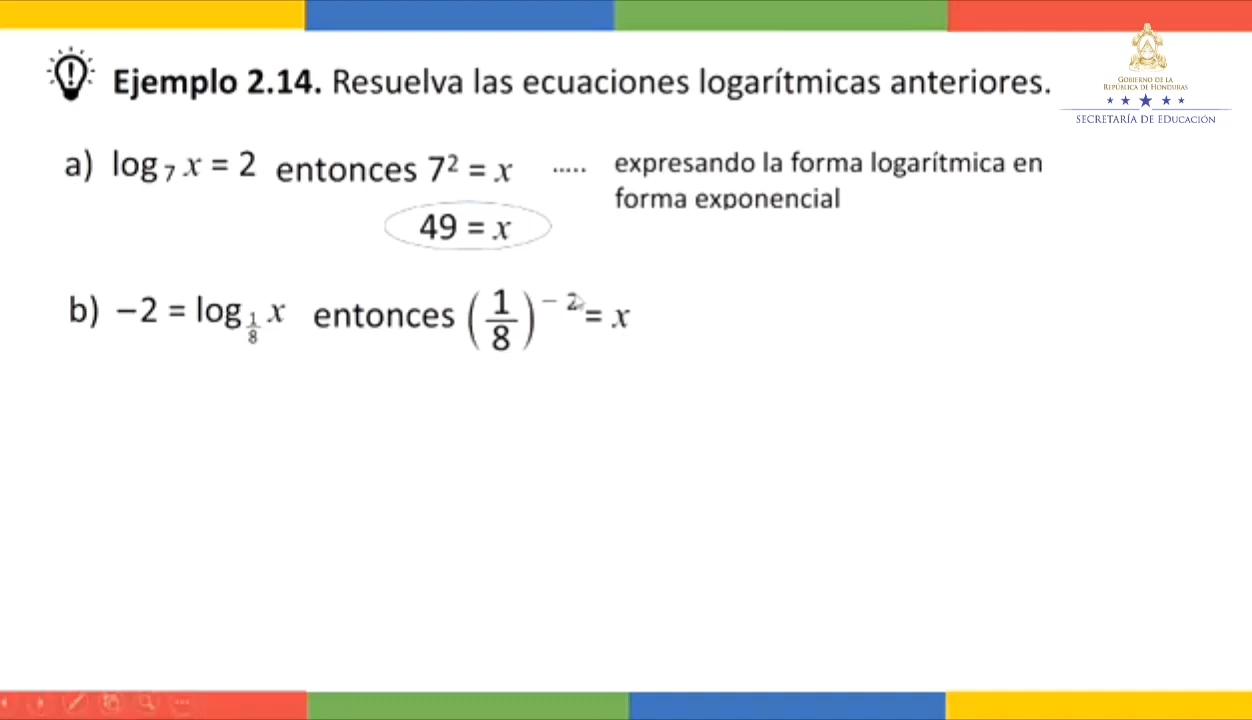 Ejemplo 2.14. Resuelva las ecuaciones logarítmicas anteriores.
GOBIERNO DE LA
REPÚBLICA DE HONDURAS
SECRETARÍA DE EDUCACIÓN
a) log₇ x = 2 entonces 7² = x ..... expresando la forma logarítmica en
forma exponencial
49 = x
b) −2 = log_(1/8) x entonces (1/8)⁻² = x